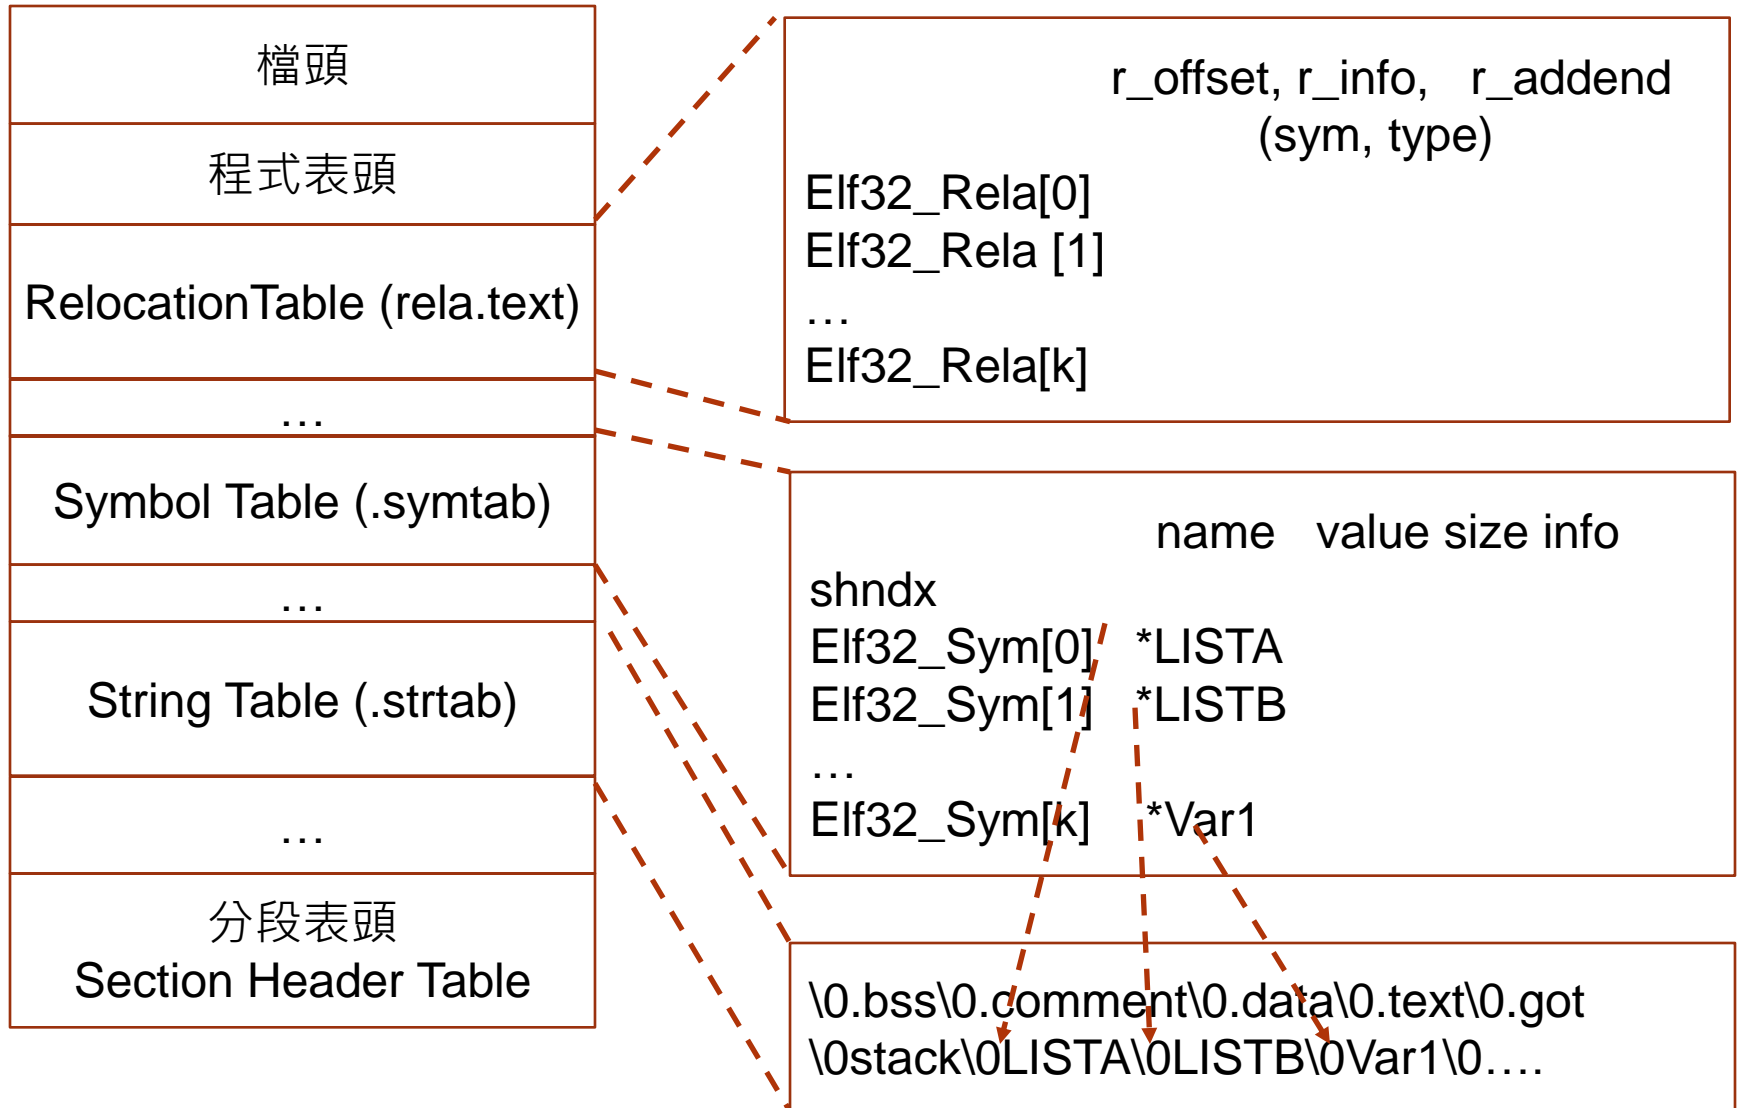 檔頭
程式表頭
RelocationTable (rela.text)
…
Symbol Table (.symtab)
…
String Table (.strtab)
…
分段表頭
Section Header Table
r_offset, r_info, r_addend
(sym, type)
Elf32_Rela[0]
Elf32_Rela [1]
…
Elf32_Rela[k]
name value size info
shndx
Elf32_Sym[0] *LISTA
Elf32_Sym[1] *LISTB
…
Elf32_Sym[k] *Var1
\0.bss\0.comment\0.data\0.text\0.got
\0stack\0LISTA\0LISTB\0Var1\0….